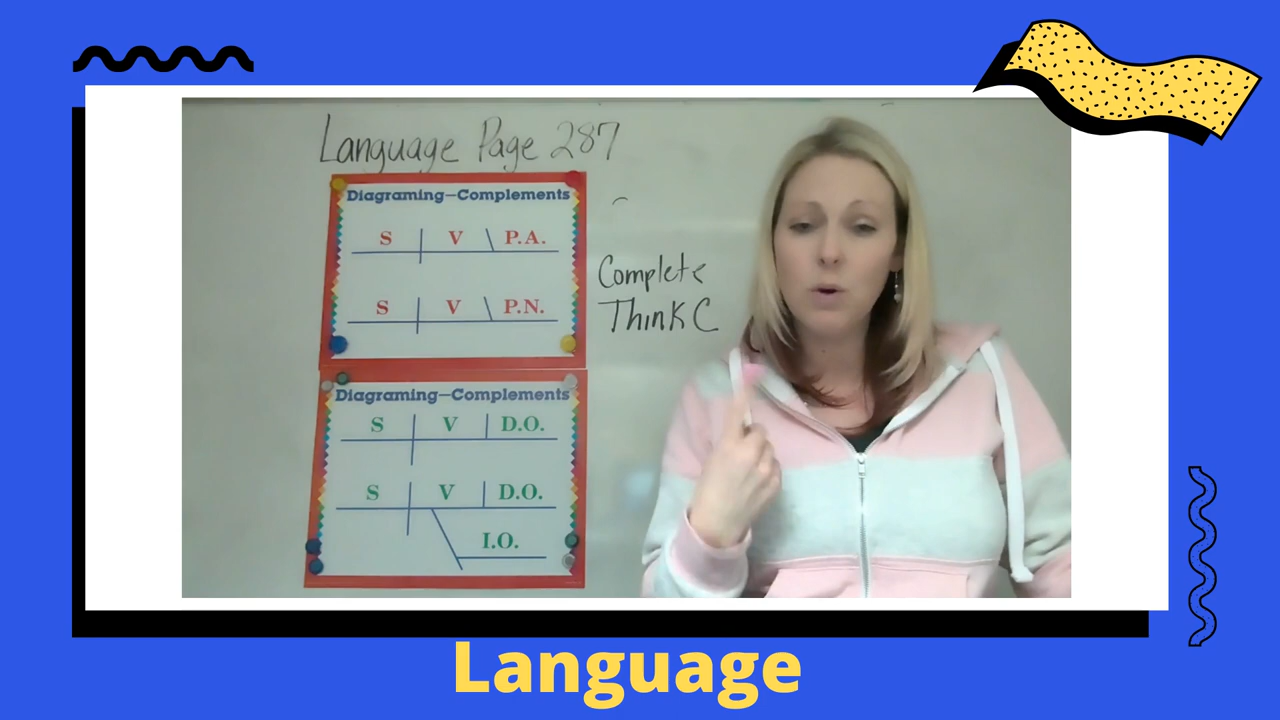 Language Page 287
Diagraming—Complements
S V P.A.
S V P.N.
Complete
Think C
Diagraming—Complements
S V D.O.
S V D.O.
I.O.
Language